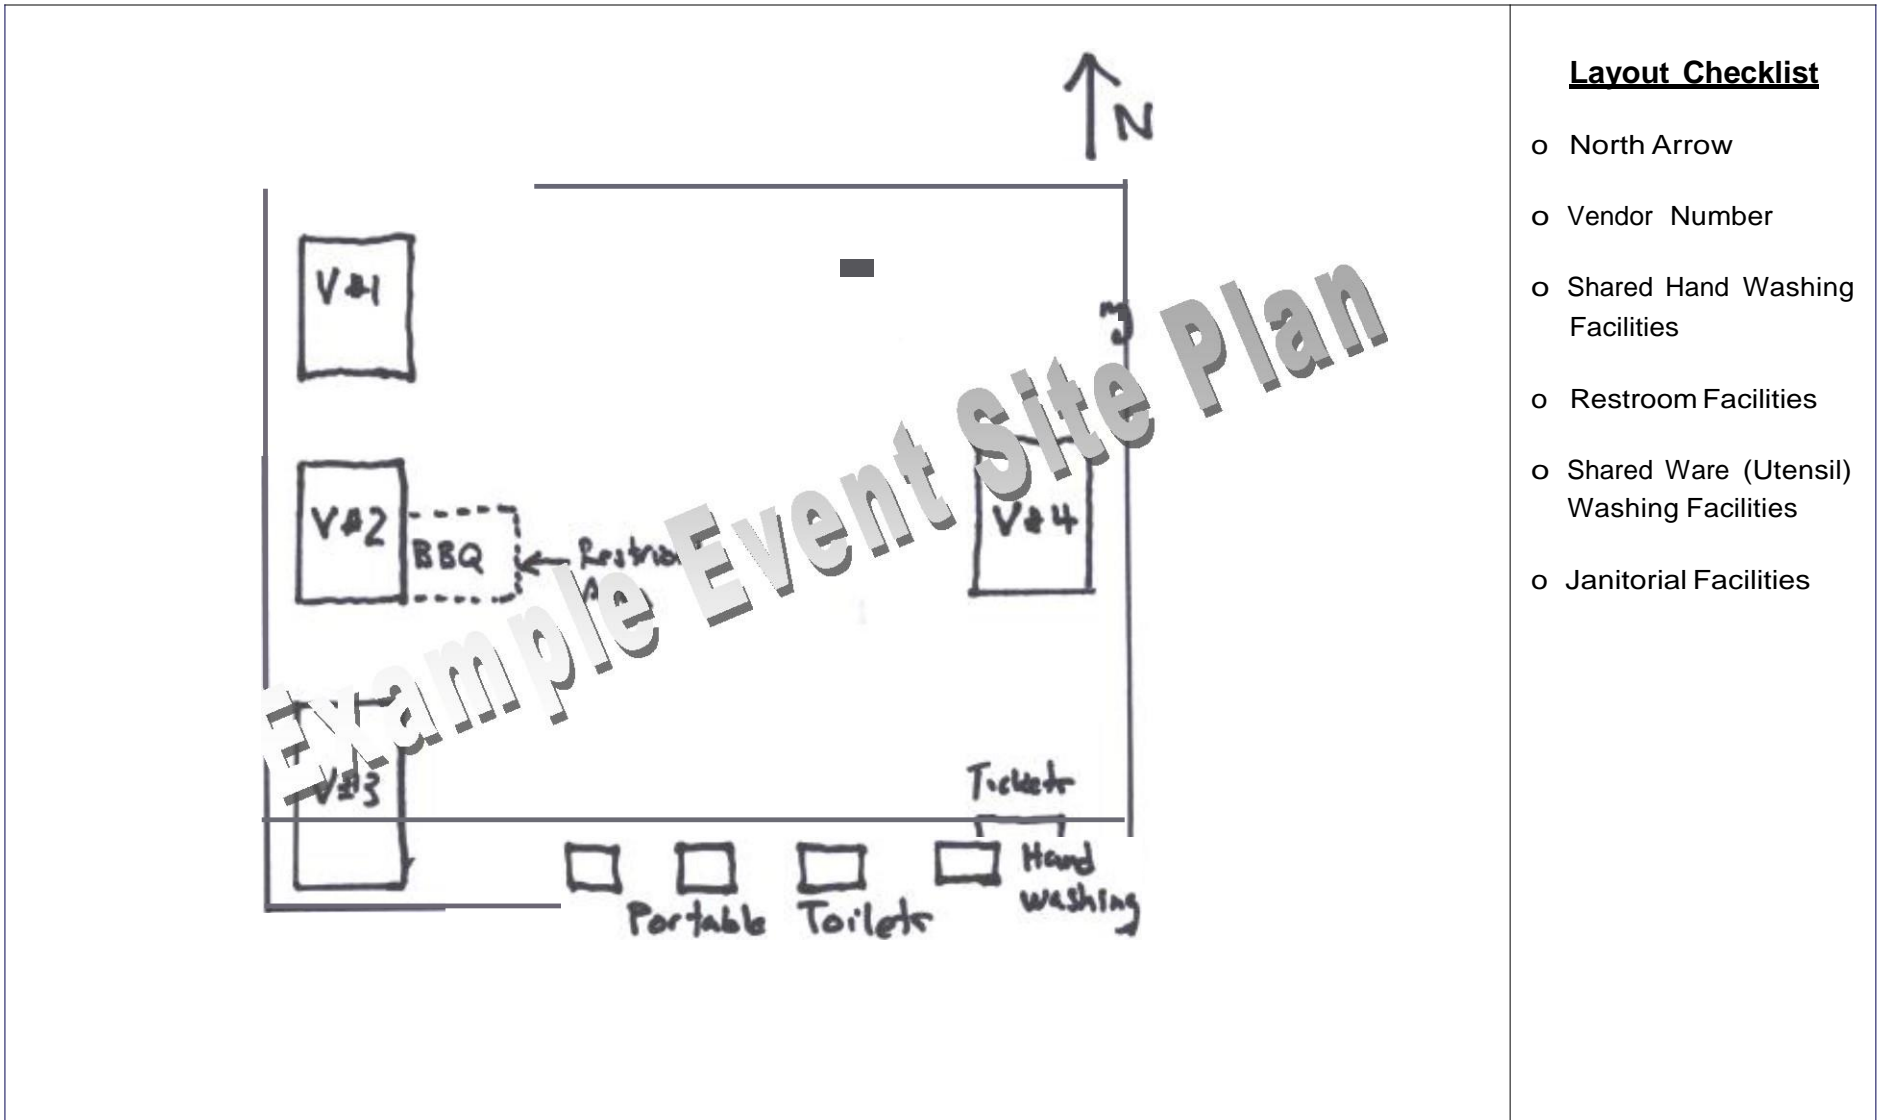 N
V#1
V#2
BBQ
V#3
V#4
Tickets
Hand
washing
Portable Toilets
Example Event Site Plan
Layout Checklist
o North Arrow
o Vendor Number
o Shared Hand Washing
Facilities
o Restroom Facilities
o Shared Ware (Utensil)
Washing Facilities
o Janitorial Facilities